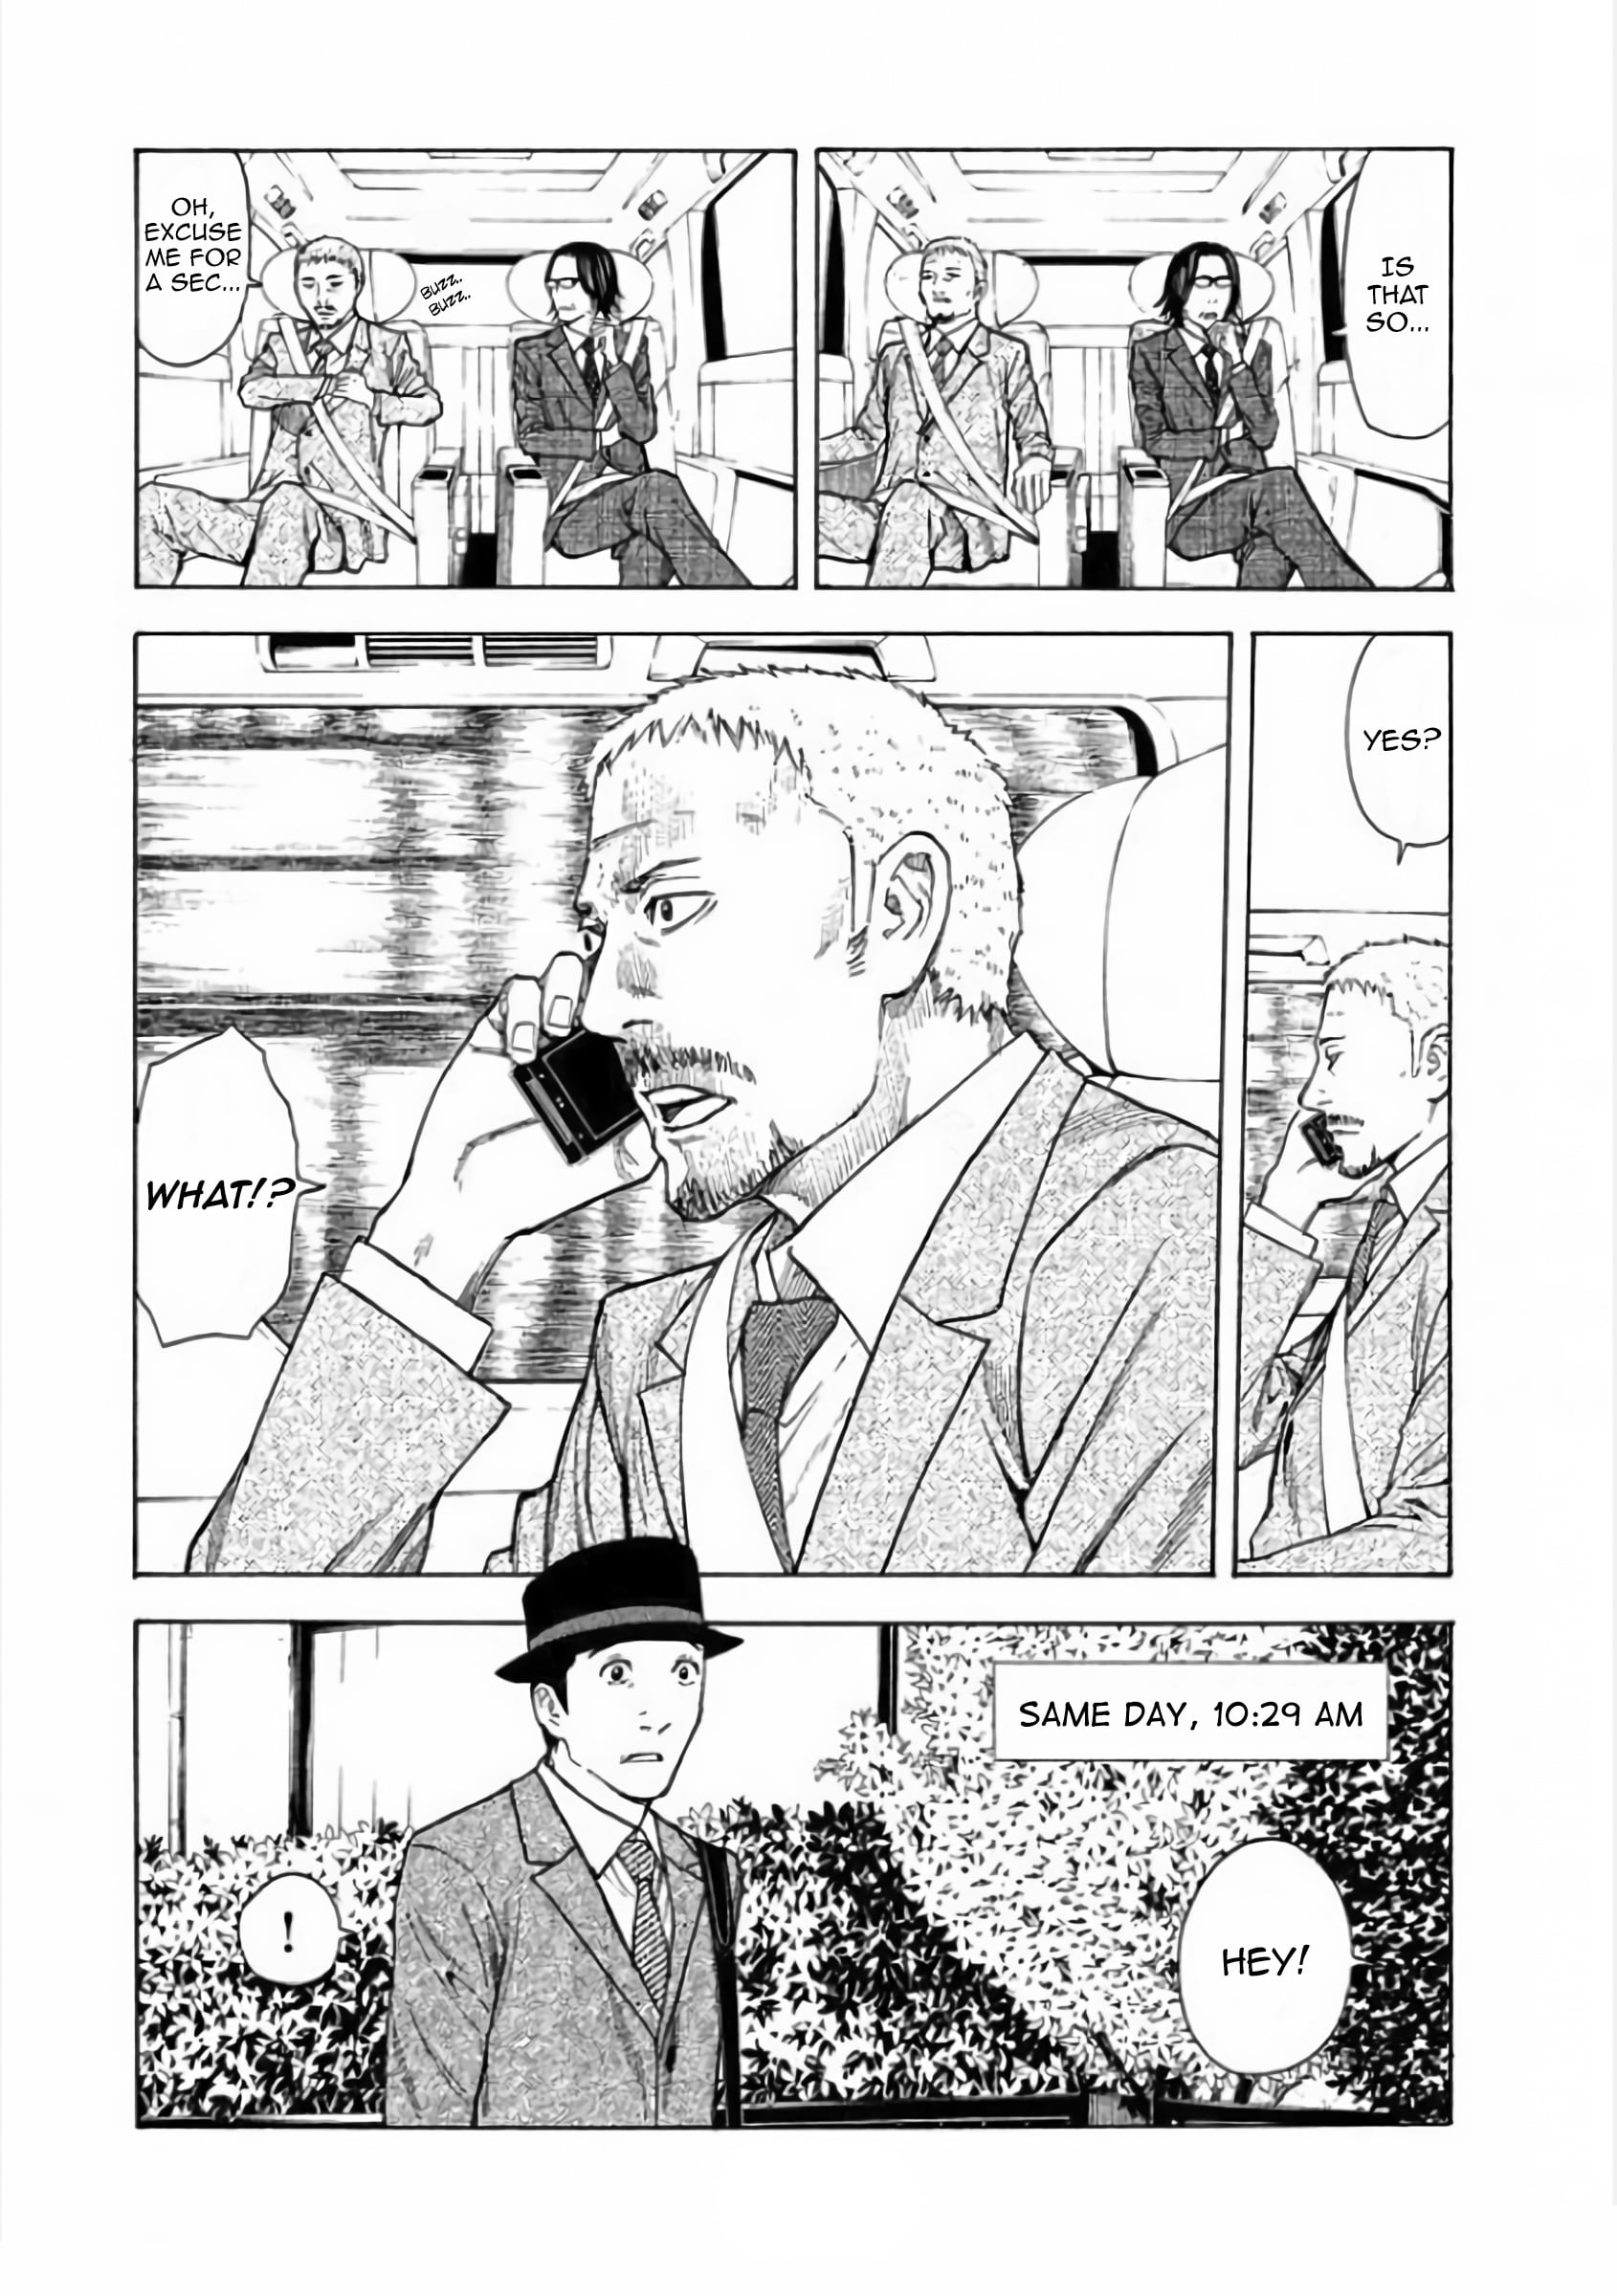 IS
THAT
SO...
OH,
EXCUSE
ME FOR
A SEC...
BUZZ..
BUZZ..
YES?
WHAT!?
SAME DAY, 10:29 AM
HEY!
!